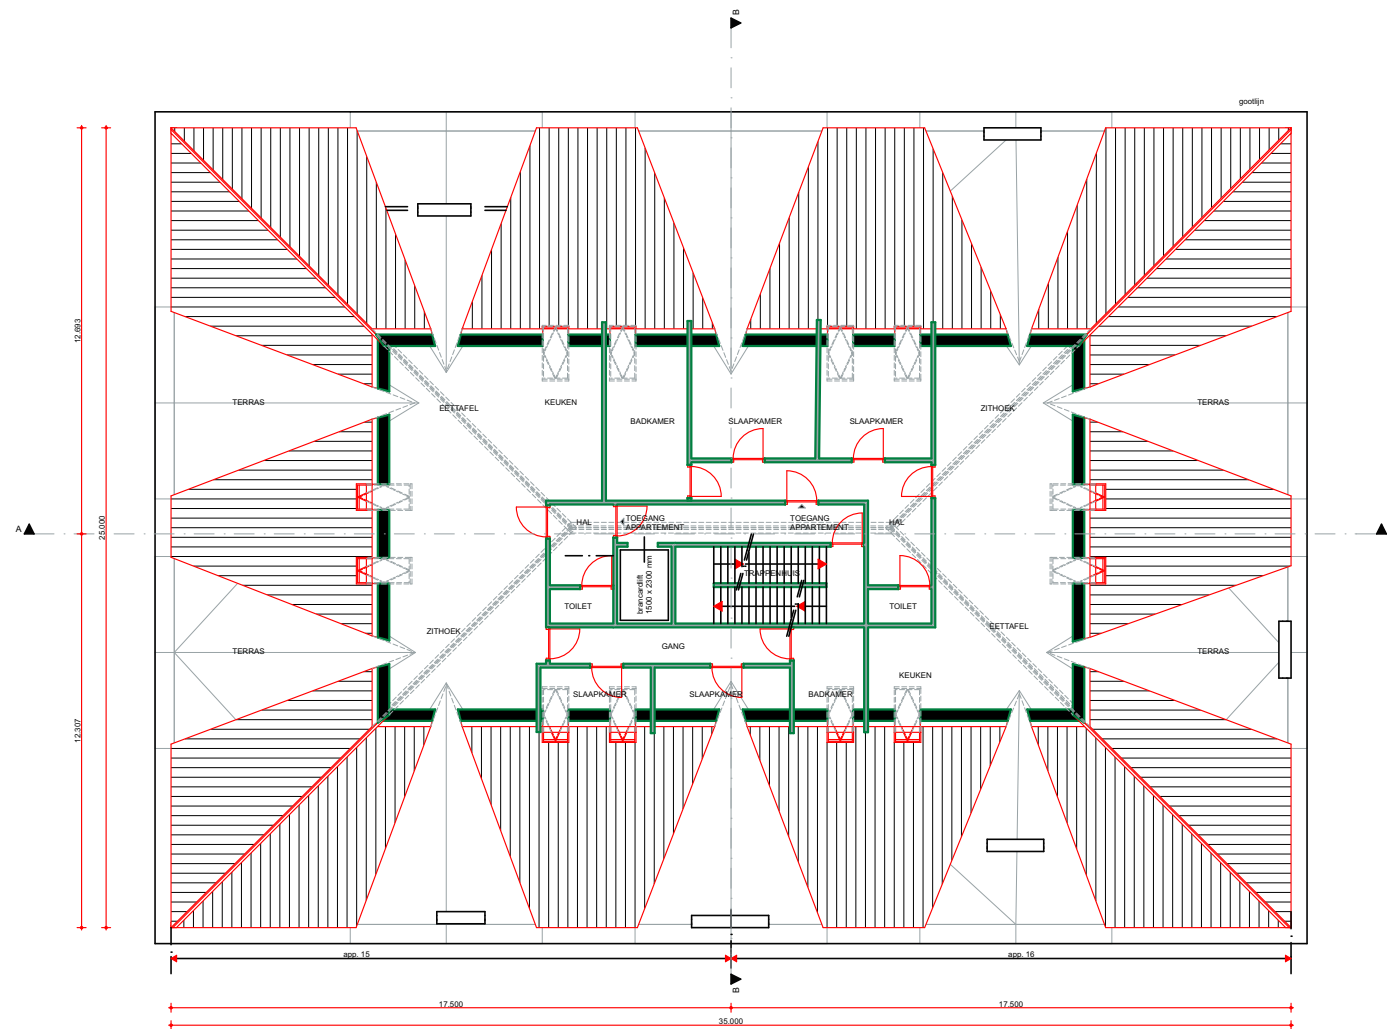 B
gootlijn
12.693
25.000
12.307
TERRAS
EETTAFEL
KEUKEN
BADKAMER
SLAAPKAMER
SLAAPKAMER
ZITHOEK
TERRAS
A
HAL
TOEGANG
APPARTEMENT
TOEGANG
APPARTEMENT
HAL
brancardlift
1500 x 2300 mm
TRAPPENHUIS
TOILET
TOILET
ZITHOEK
EETTAFEL
TERRAS
GANG
TERRAS
KEUKEN
SLAAPKAMER
SLAAPKAMER
BADKAMER
app. 15
app. 16
B
17.500
17.500
35.000